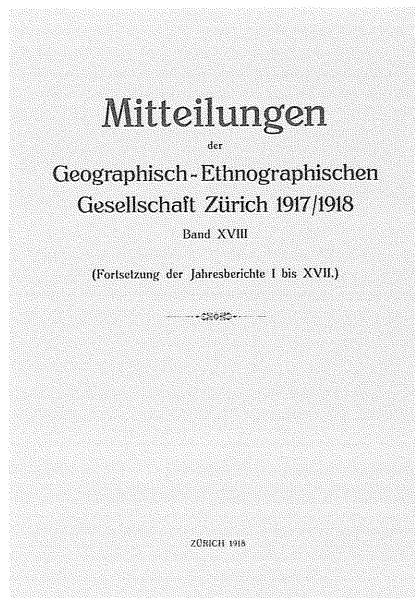 Mitteilungen
der
Geographisch-Ethnographischen
Gesellschaft Zürich 1917/1918
Band XVIII
(Fortsetzung der Jahresberichte I bis XVII.)
ZÜRICH 1918